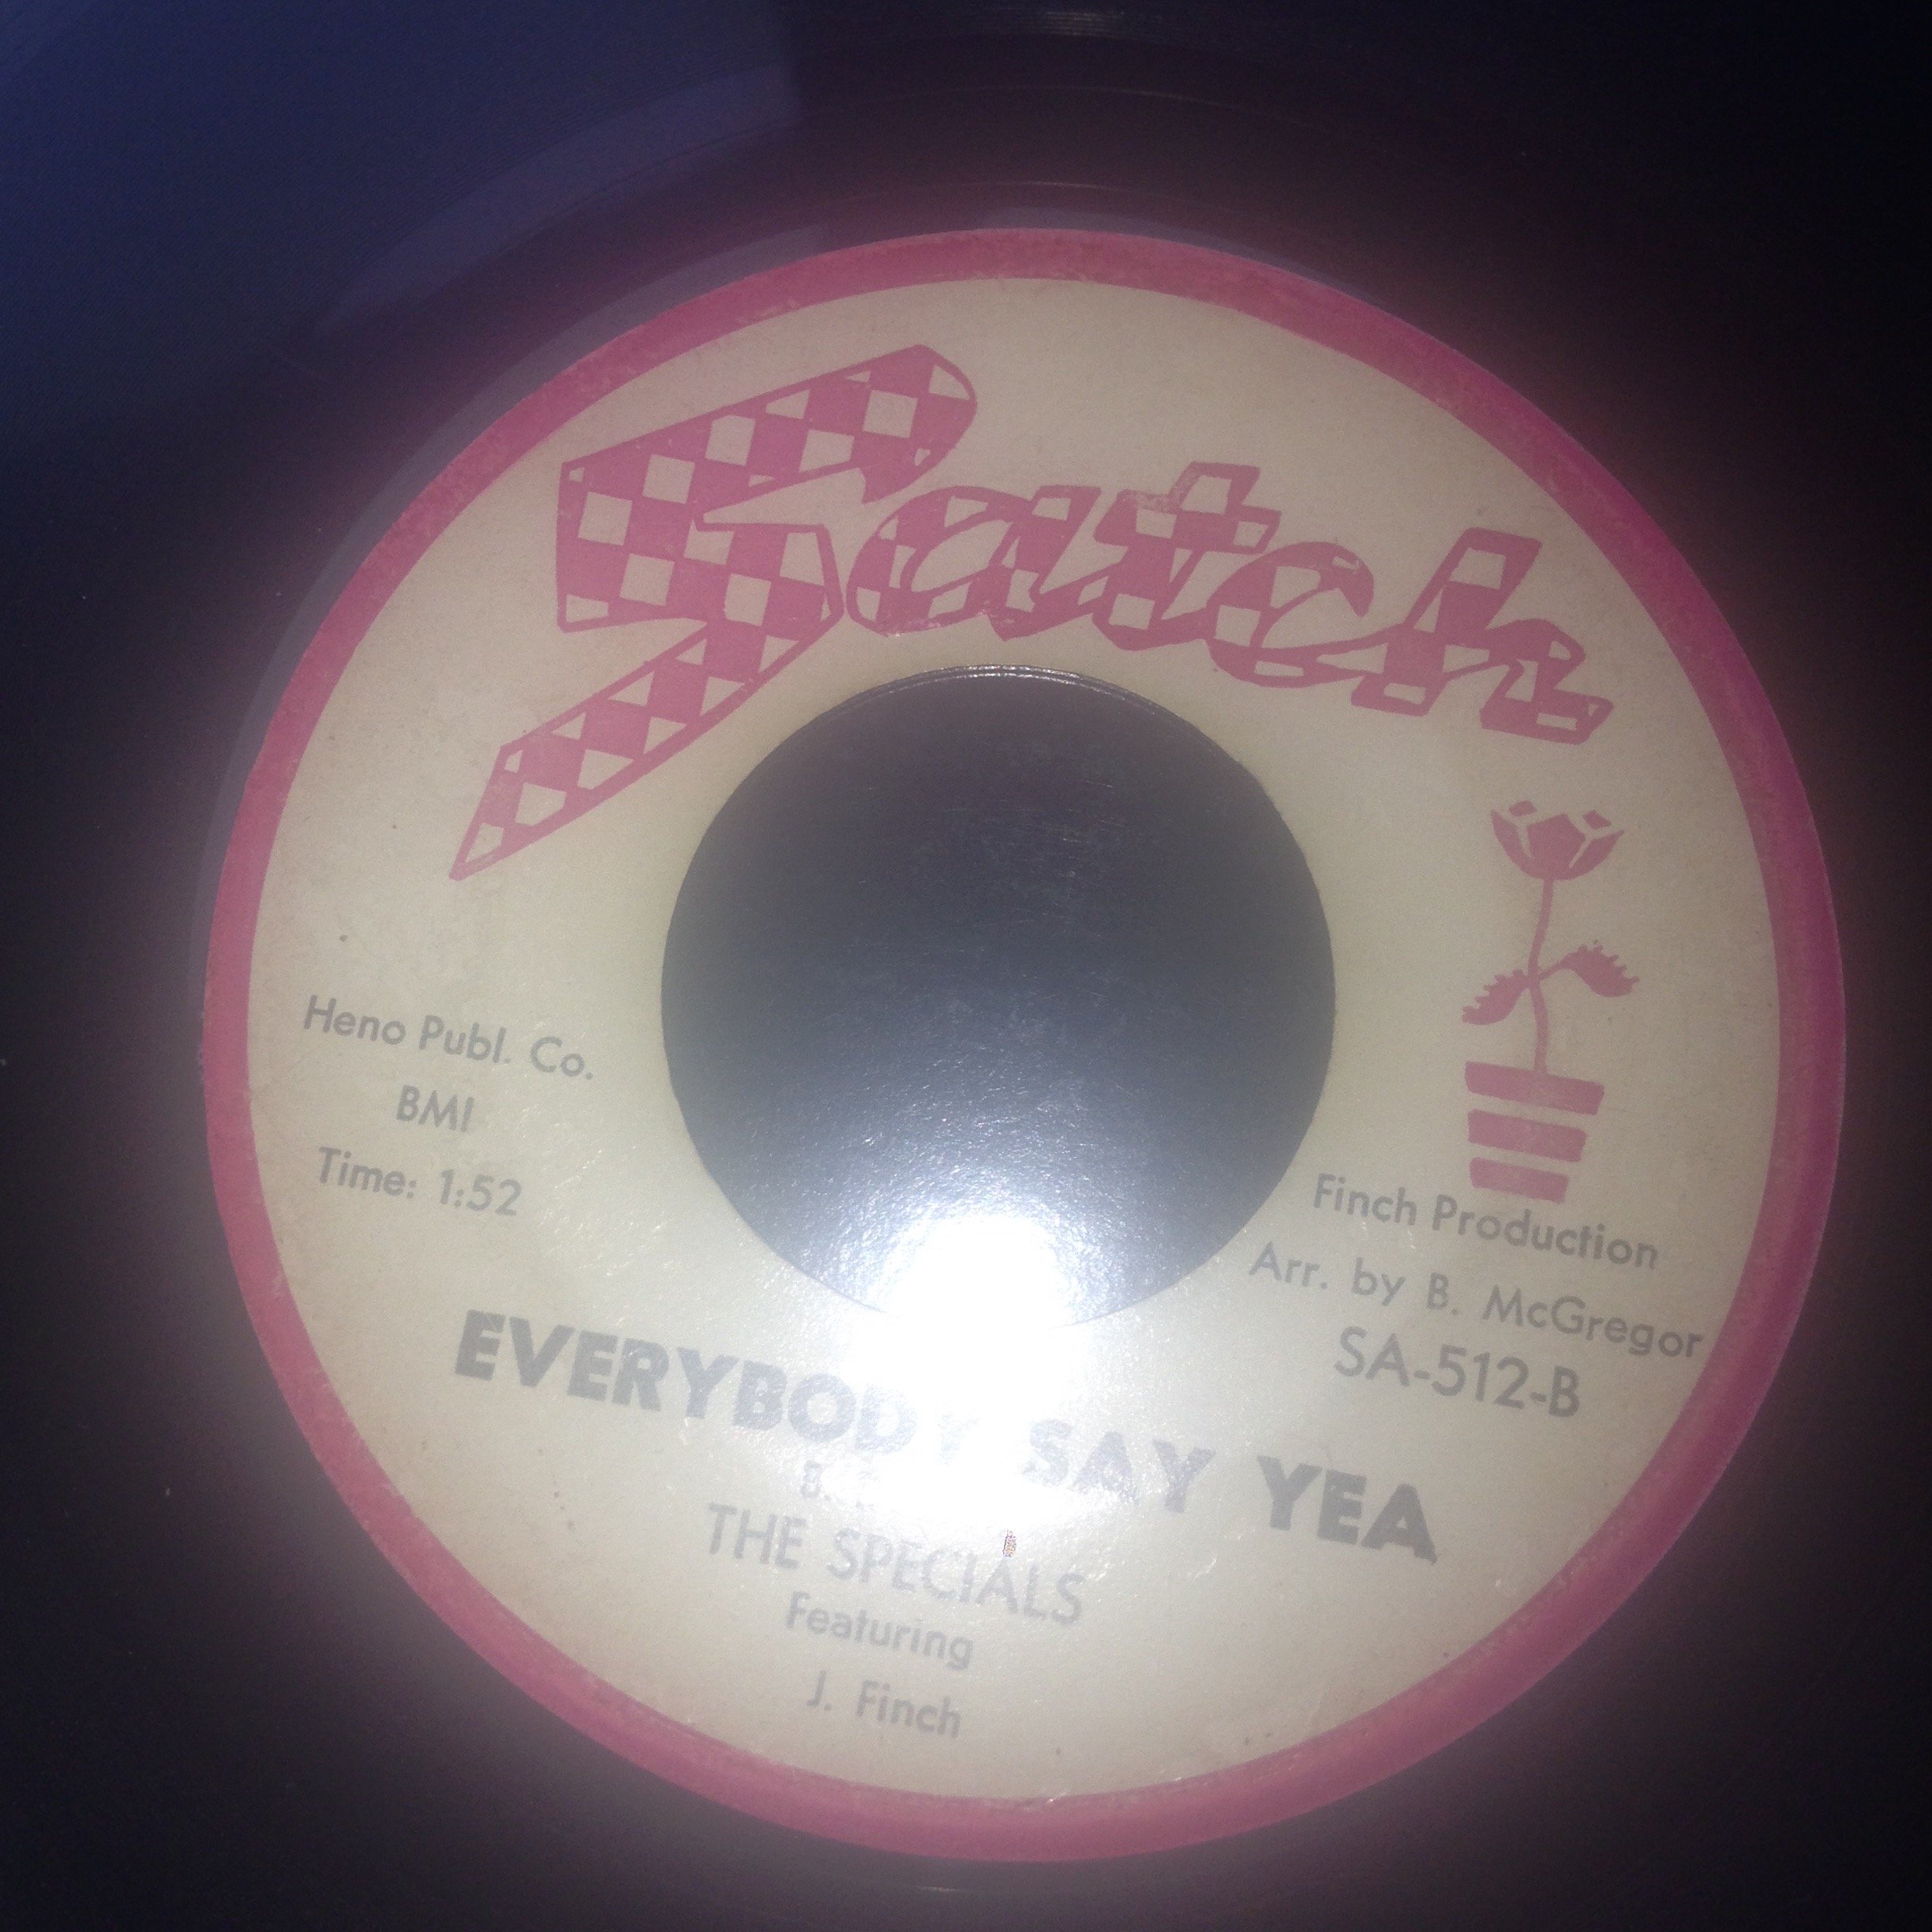 Satch
Heno Publ. Co.
BMI
Time: 1:52
Finch Production
Arr. by B. McGregor
SA-512-B
EVERYBODY SAY YEA
B.
THE SPECIALS
Featuring
J. Finch